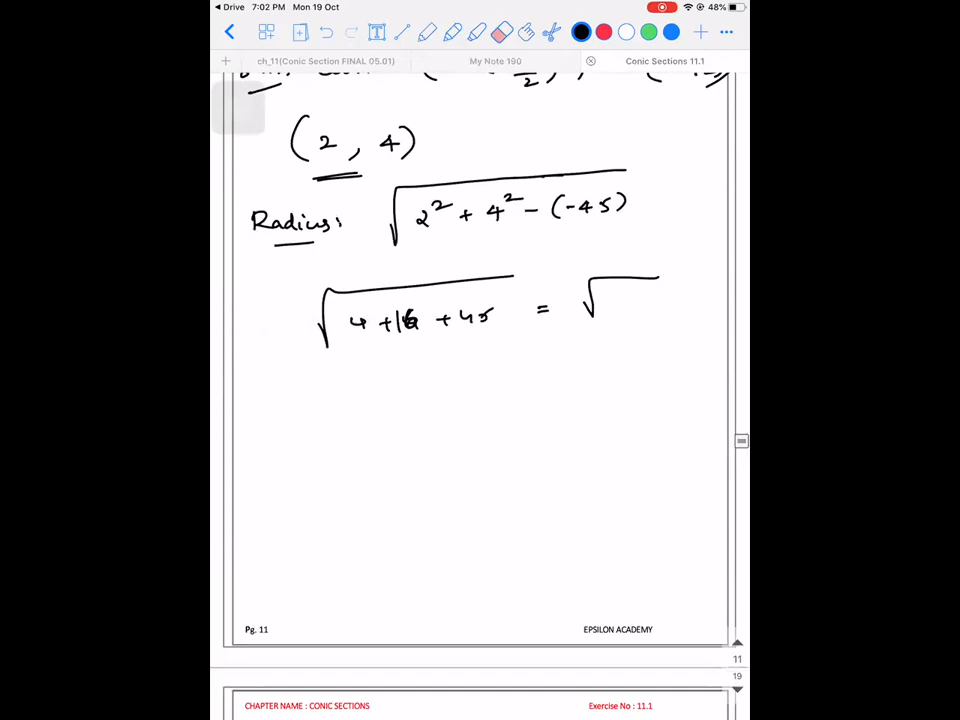 Drive 7:02 PM Mon 19 Oct 48%
ch_11(Conic Section FINAL 05.01) My Note 190 Conic Sections 11.1
(2, 4)
Radius: √(2² + 4² - (-45))
√(4 + 16 + 45) = √
Pg. 11 EPSILON ACADEMY
11
19
CHAPTER NAME : CONIC SECTIONS Exercise No : 11.1